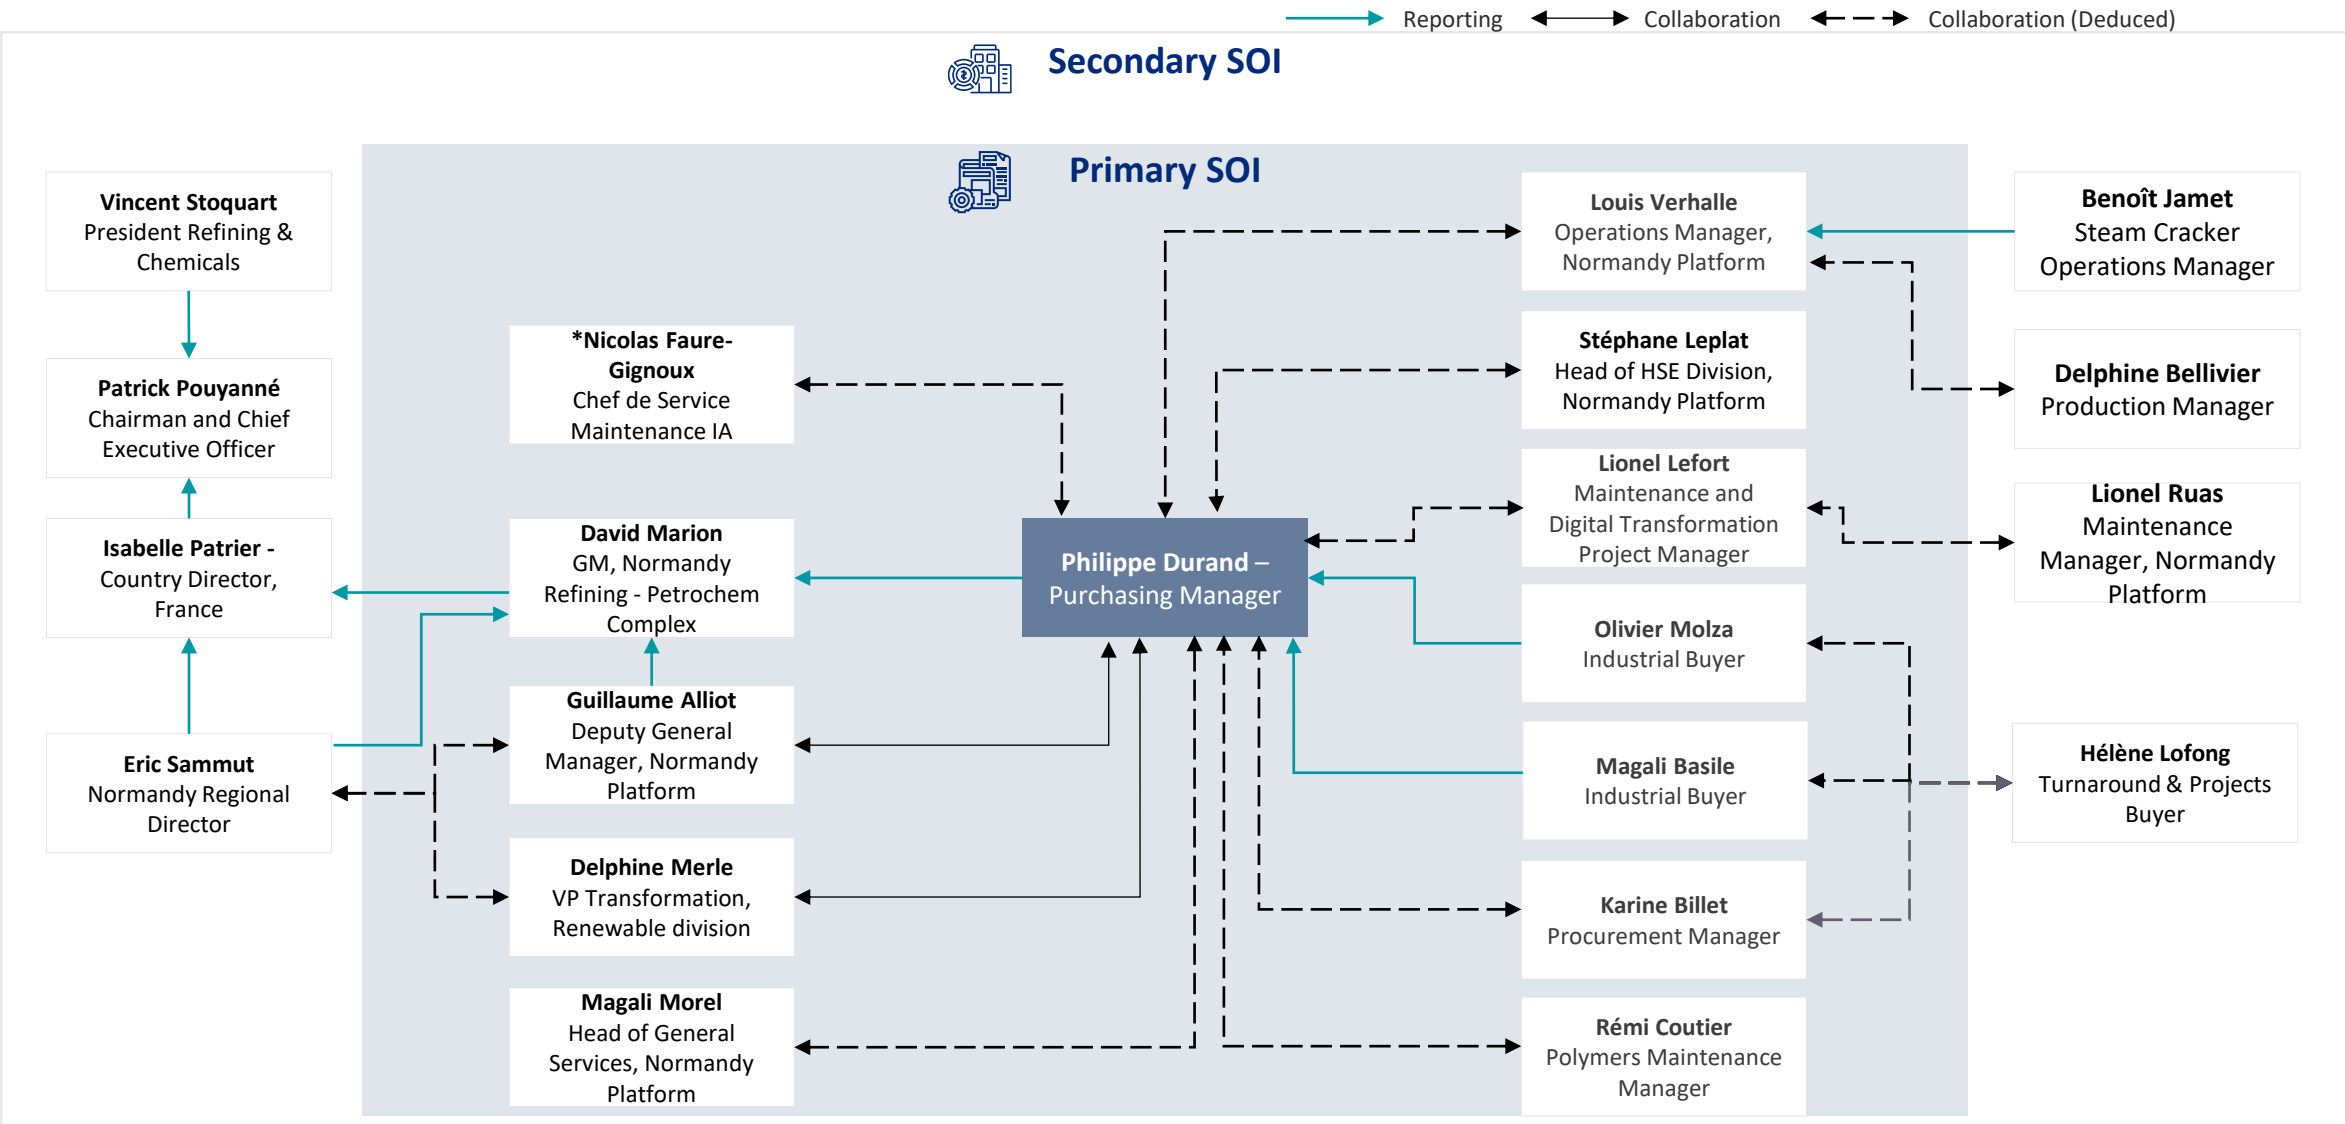 Reporting
Collaboration
Collaboration (Deduced)
Secondary SOI
Primary SOI
Vincent Stoquart
President Refining &
Chemicals
Patrick Pouyanné
Chairman and Chief
Executive Officer
Isabelle Patrier -
Country Director,
France
Eric Sammut
Normandy Regional
Director
*Nicolas Faure-
Gignoux
Chef de Service
Maintenance IA
David Marion
GM, Normandy
Refining - Petrochem
Complex
Guillaume Alliot
Deputy General
Manager, Normandy
Platform
Delphine Merle
VP Transformation,
Renewable division
Magali Morel
Head of General
Services, Normandy
Platform
Philippe Durand –
Purchasing Manager
Louis Verhalle
Operations Manager,
Normandy Platform
Stéphane Leplat
Head of HSE Division,
Normandy Platform
Lionel Lefort
Maintenance and
Digital Transformation
Project Manager
Olivier Molza
Industrial Buyer
Magali Basile
Industrial Buyer
Karine Billet
Procurement Manager
Rémi Coutier
Polymers Maintenance
Manager
Benoît Jamet
Steam Cracker
Operations Manager
Delphine Bellivier
Production Manager
Lionel Ruas
Maintenance
Manager, Normandy
Platform
Hélène Lofong
Turnaround & Projects
Buyer